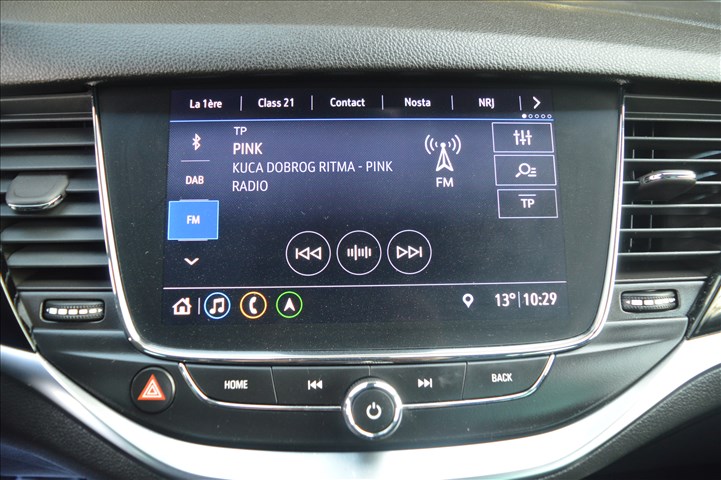 La 1ère
Class 21
Contact
Nosta
NRJ
TP
PINK
KUCA DOBROG RITMA - PINK
RADIO
FM
DAB
FM
TP
13° 10:29
HOME
BACK